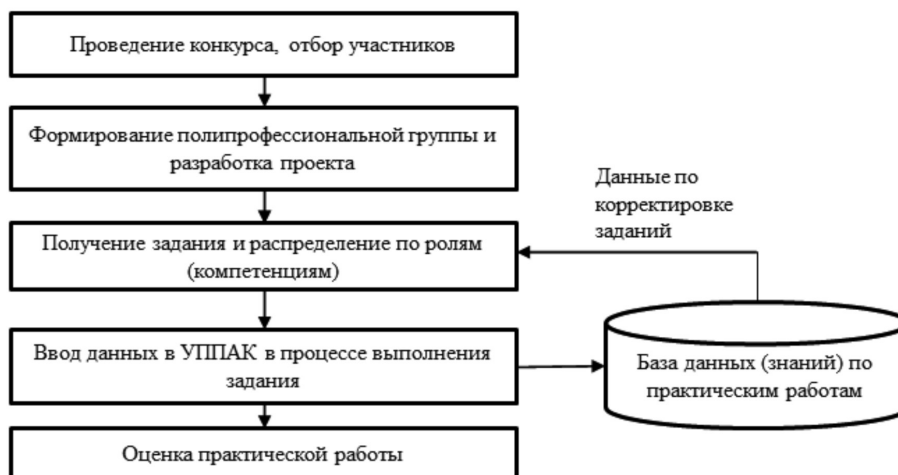 Проведение конкурса, отбор участников
Формирование полипрофессиональной группы и
разработка проекта
Данные по
корректировке
заданий
Получение задания и распределение по ролям
(компетенциям)
Ввод данных в УППАК в процессе выполнения
задания
База данных (знаний) по
практическим работам
Оценка практической работы